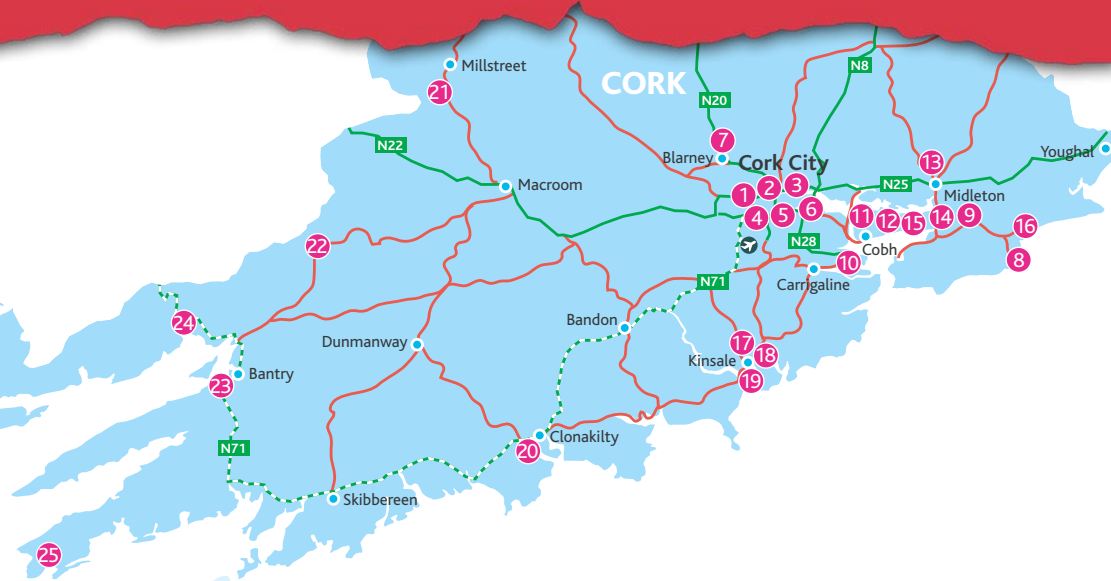 Millstreet
21
CORK
N8
N20
N22
7
Blarney
Cork City
Youghal
13
Macroom
1
2
3
N25
Midleton
4
5
6
11
12
15
14
9
16
N28
Cobh
22
8
10
N71
Carrigaline
24
Bandon
Dunmanway
17
18
Kinsale
19
Bantry
23
Clonakilty
20
N71
Skibbereen
25